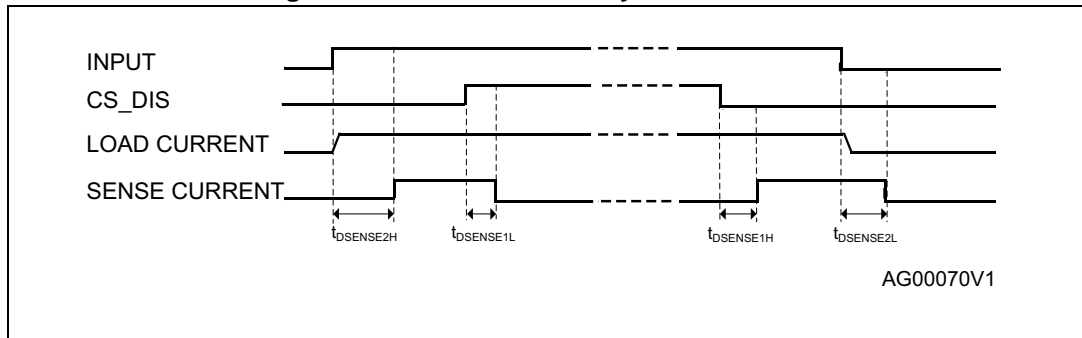 INPUT
CS_DIS
LOAD CURRENT
SENSE CURRENT
tDSENSE2H
tDSENSE1L
tDSENSE1H
tDSENSE2L
AG00070V1